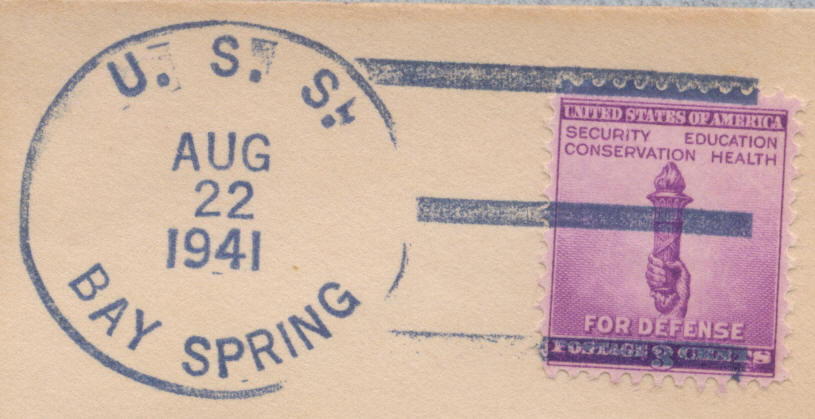 U. S. S.
AUG
22
1941
BAY SPRING
UNITED STATES OF AMERICA
SECURITY EDUCATION
CONSERVATION HEALTH
FOR DEFENSE
POSTAGE 3 CENTS